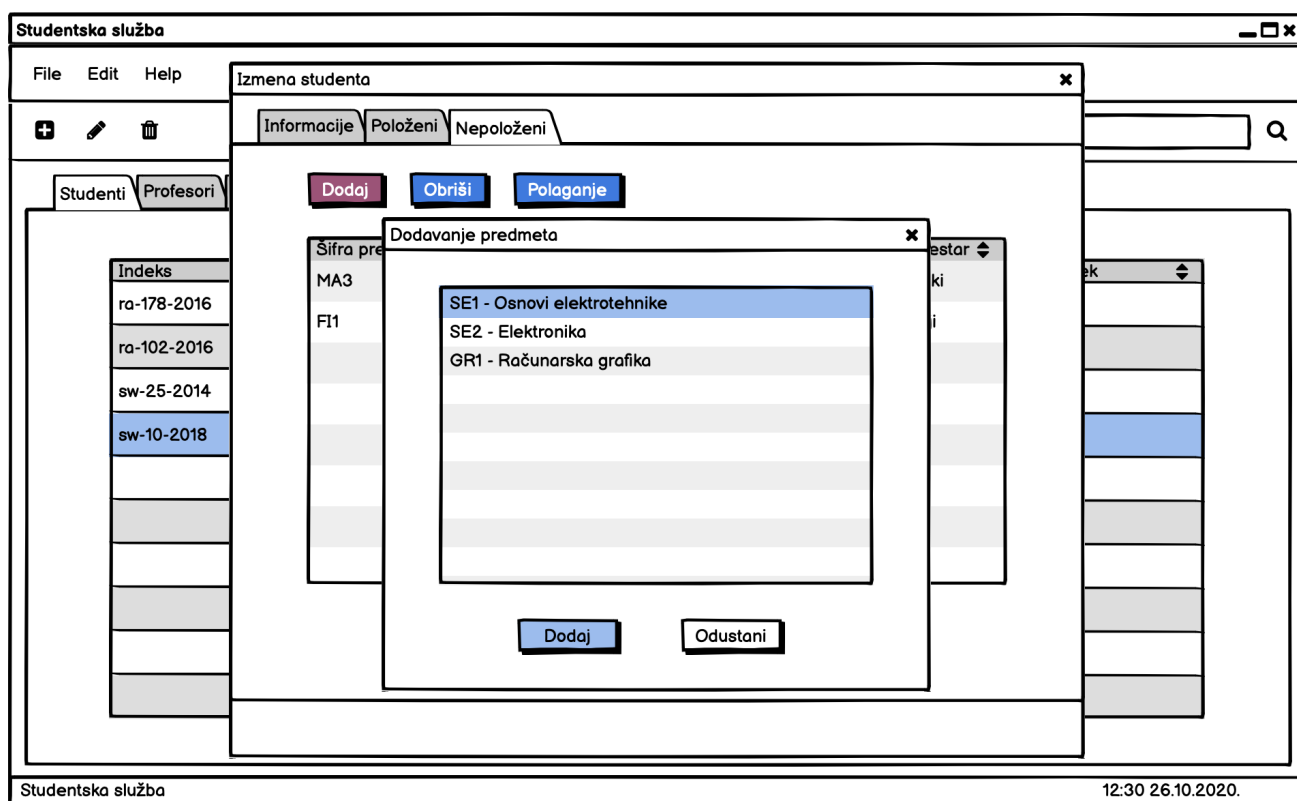 Studentska služba
File Edit Help
Izmena studenta
Informacije Položeni Nepoloženi
Studenti Profesori
Dodaj Obriši Polaganje
Dodavanje predmeta
Šifra pre
estar
Indeks
ek
MA3
ki
SE1 - Osnovi elektrotehnike
ra-178-2016
FI1
i
SE2 - Elektronika
ra-102-2016
GR1 - Računarska grafika
sw-25-2014
sw-10-2018
Dodaj Odustani
Studentska služba
12:30 26.10.2020.